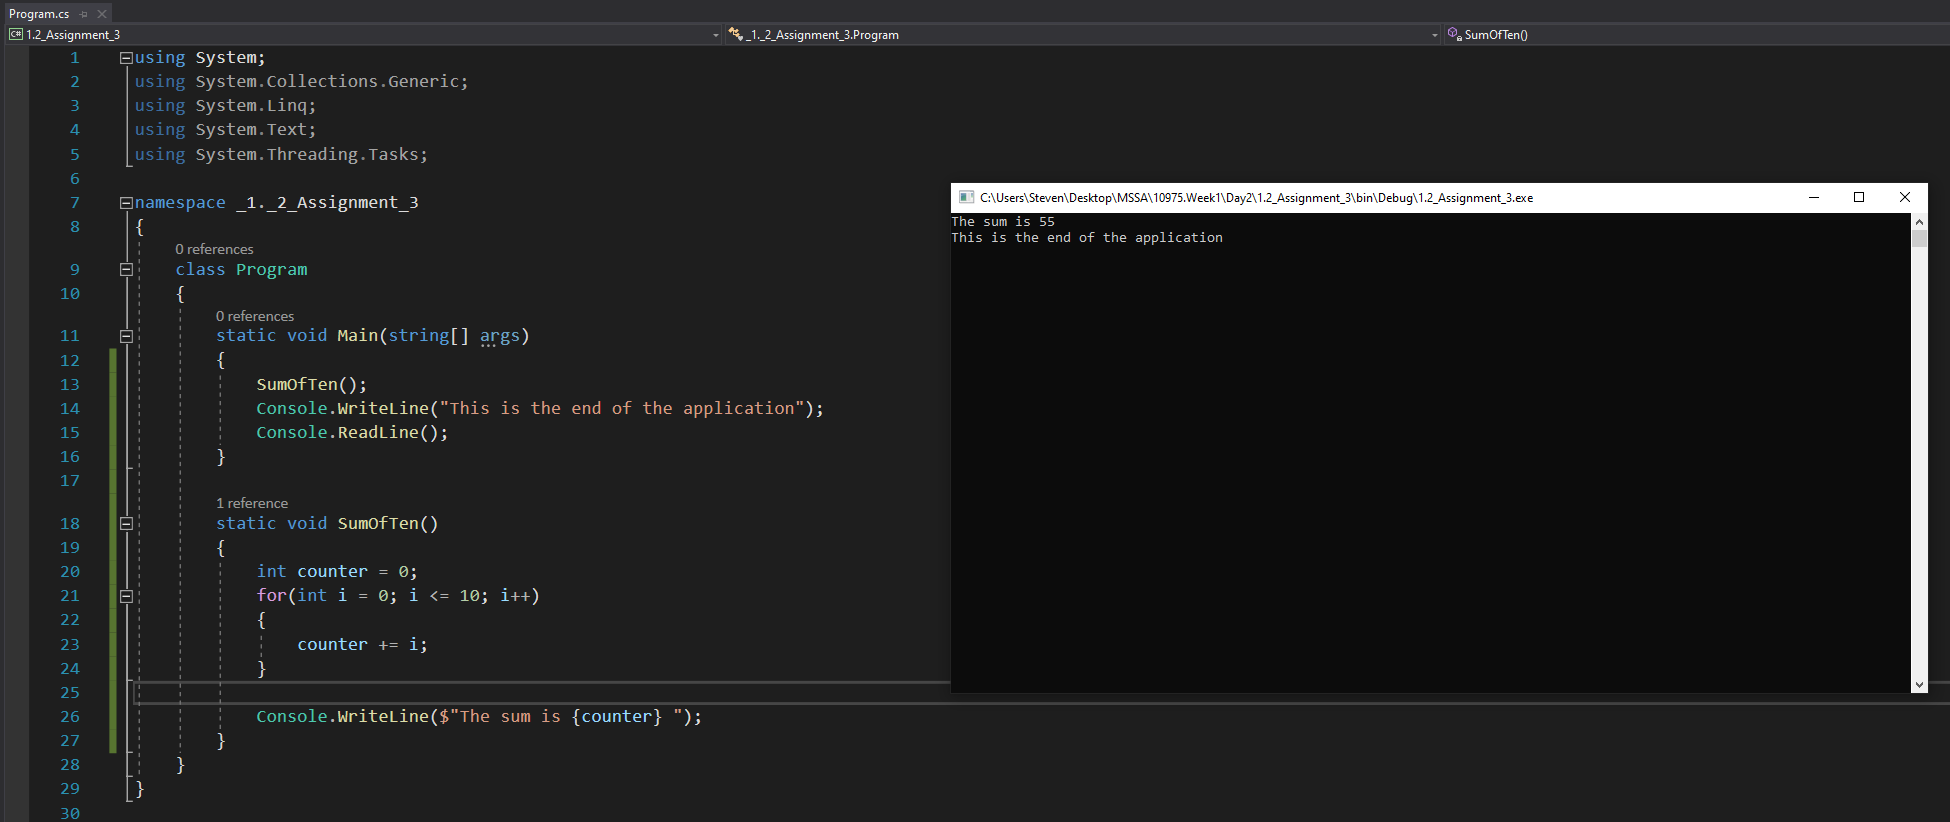 Program.cs
C# 1.2_Assignment_3
_1._2_Assignment_3.Program
SumOfTen()
1 using System;
2 using System.Collections.Generic;
3 using System.Linq;
4 using System.Text;
5 using System.Threading.Tasks;
6
7 namespace _1._2_Assignment_3
8 {
0 references
9 class Program
10 {
0 references
11 static void Main(string[] args)
12 {
13 SumOfTen();
14 Console.WriteLine("This is the end of the application");
15 Console.ReadLine();
16 }
17
1 reference
18 static void SumOfTen()
19 {
20 int counter = 0;
21 for(int i = 0; i <= 10; i++)
22 {
23 counter += i;
24 }
25
26 Console.WriteLine($"The sum is {counter} ");
27 }
28 }
29 }
30
C:\Users\Steven\Desktop\MSSA\10975.Week1\Day2\1.2_Assignment_3\bin\Debug\1.2_Assignment_3.exe
The sum is 55
This is the end of the application